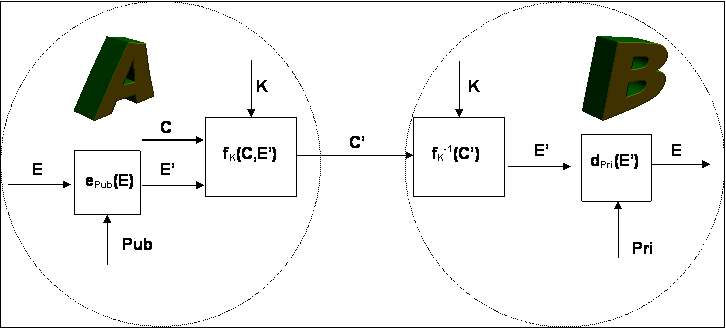 A
B
K
K
C
f_K(C,E')
C'
f_K^-1(C')
E
E'
E'
E
e_Pub(E)
d_Pri(E')
Pub
Pri